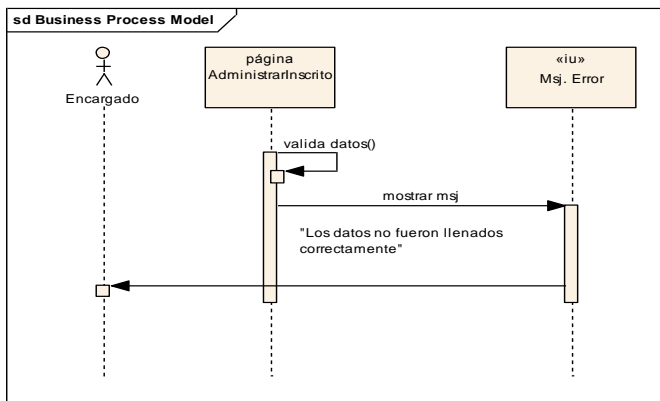 sd Business Process Model
Encargado
página
AdministrarInscrito
«iu»
Msj. Error
valida datos()
mostrar msj
"Los datos no fueron llenados
correctamente"